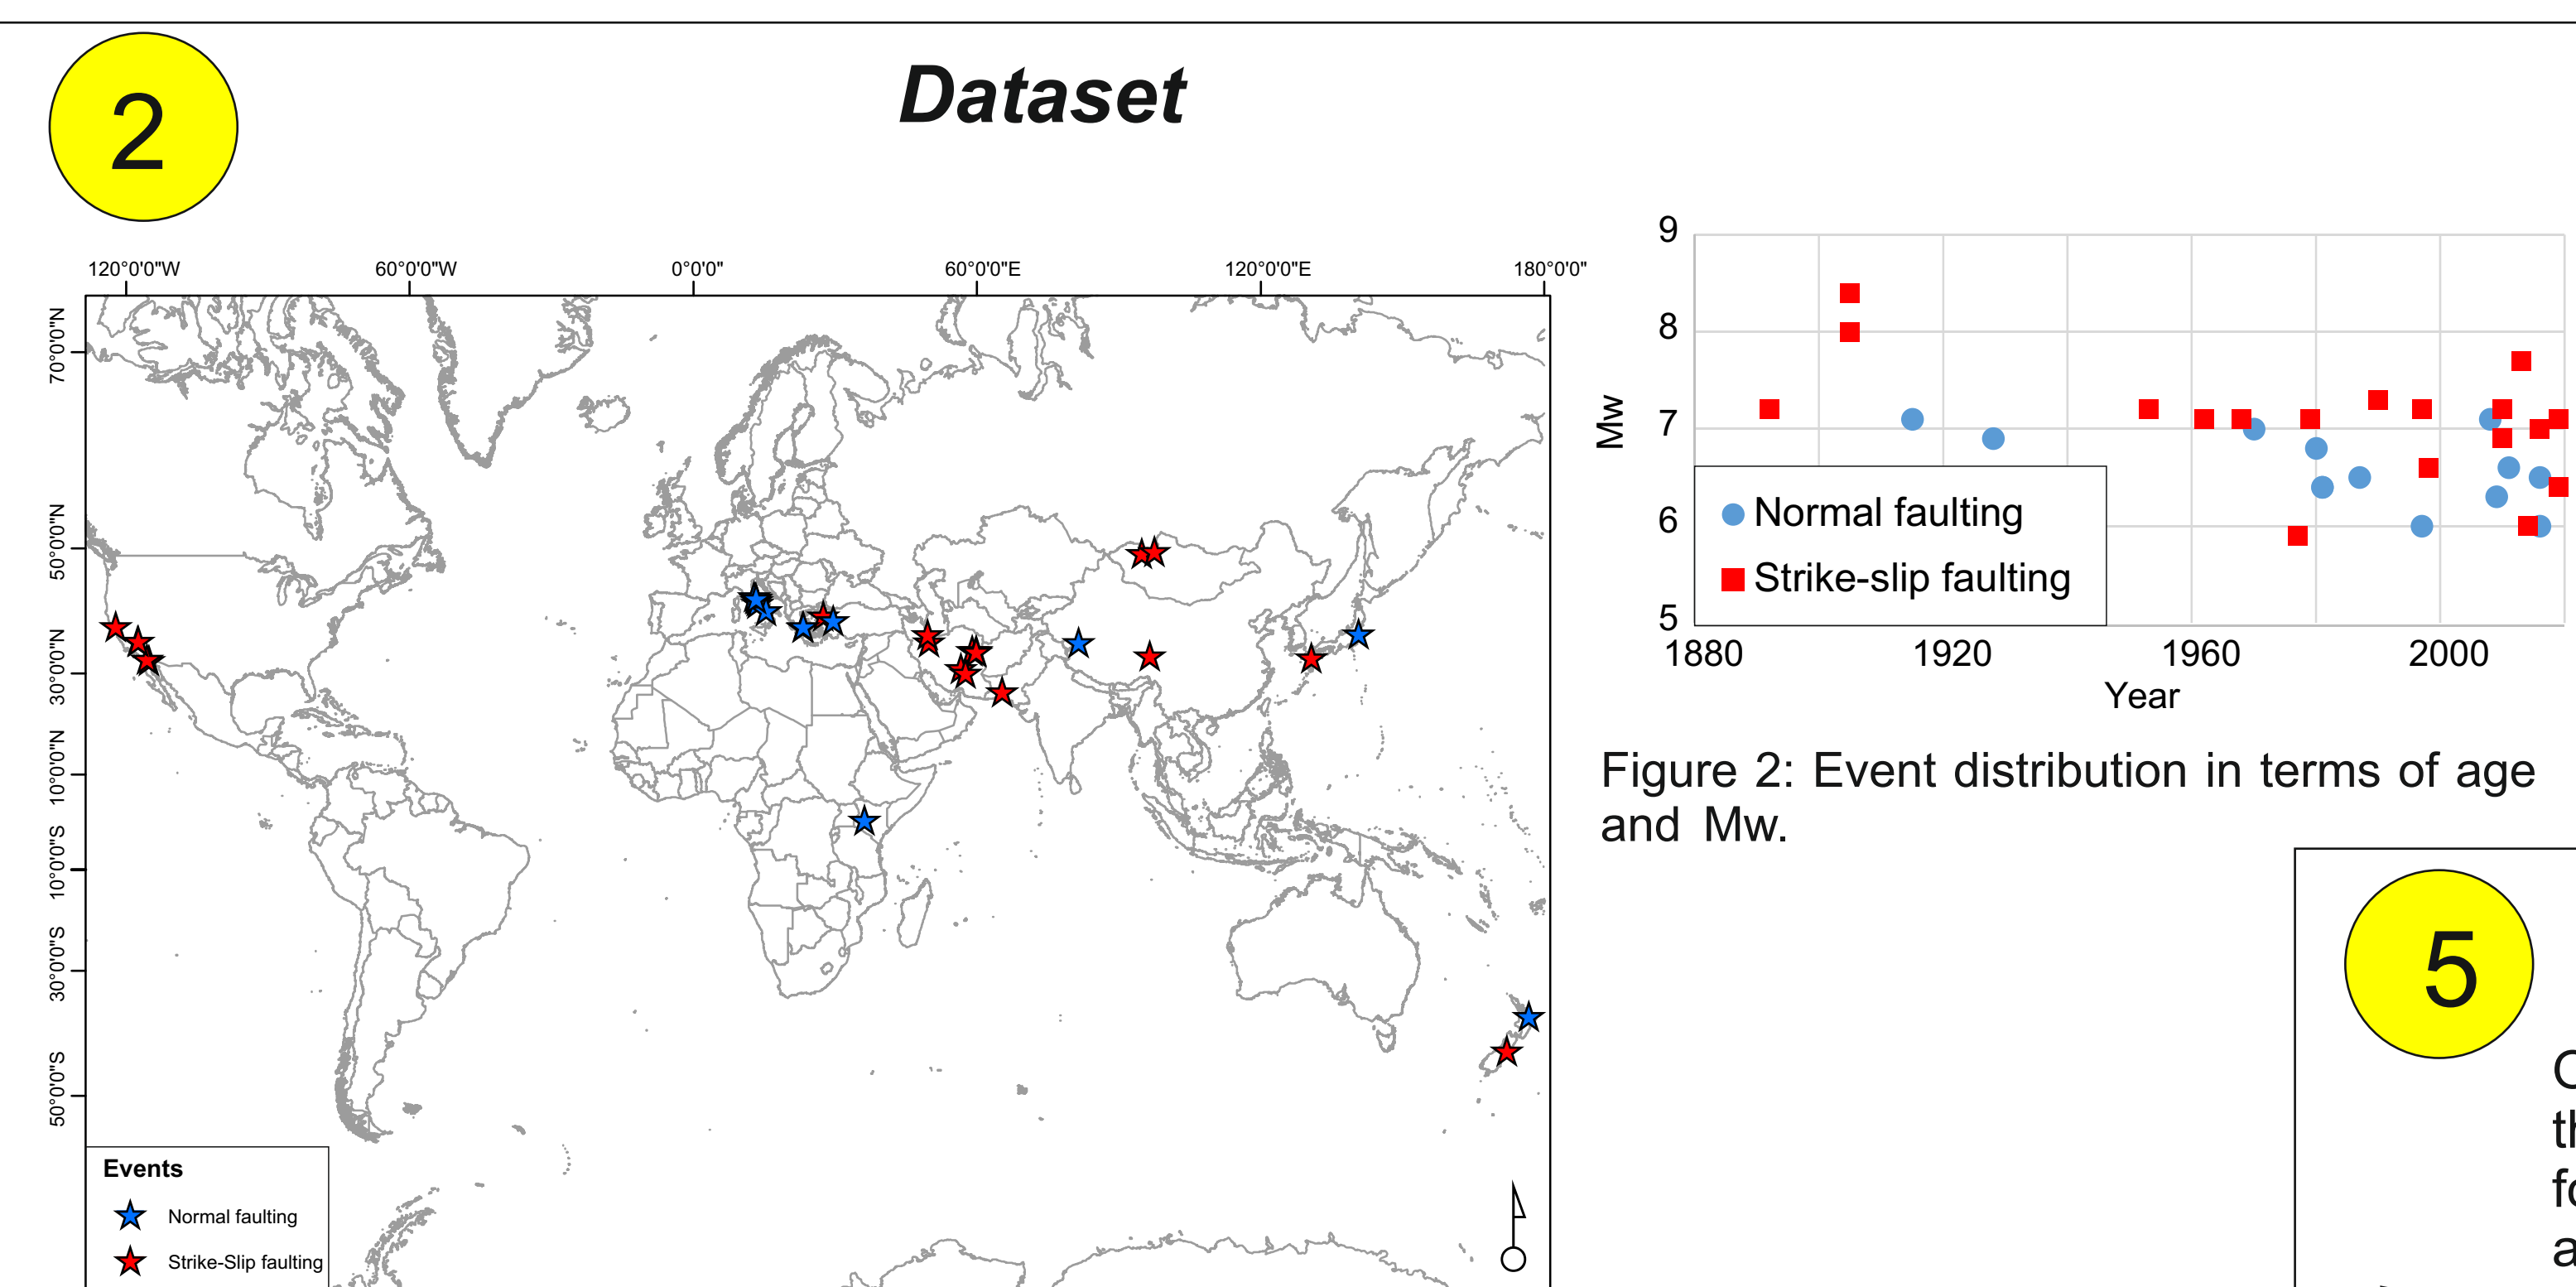 2
Dataset
120°0'0"W 60°0'0"W 0°0'0" 60°0'0"E 120°0'0"E 180°0'0"
70°0'0"N
50°0'0"N
30°0'0"N
10°0'0"N
10°0'0"S
30°0'0"S
50°0'0"S
Events
Normal faulting
Strike-Slip faulting
9
8
7
6
5
Mw
Normal faulting
Strike-slip faulting
1880 1920 1960 2000
Year
Figure 2: Event distribution in terms of age
and Mw.
5